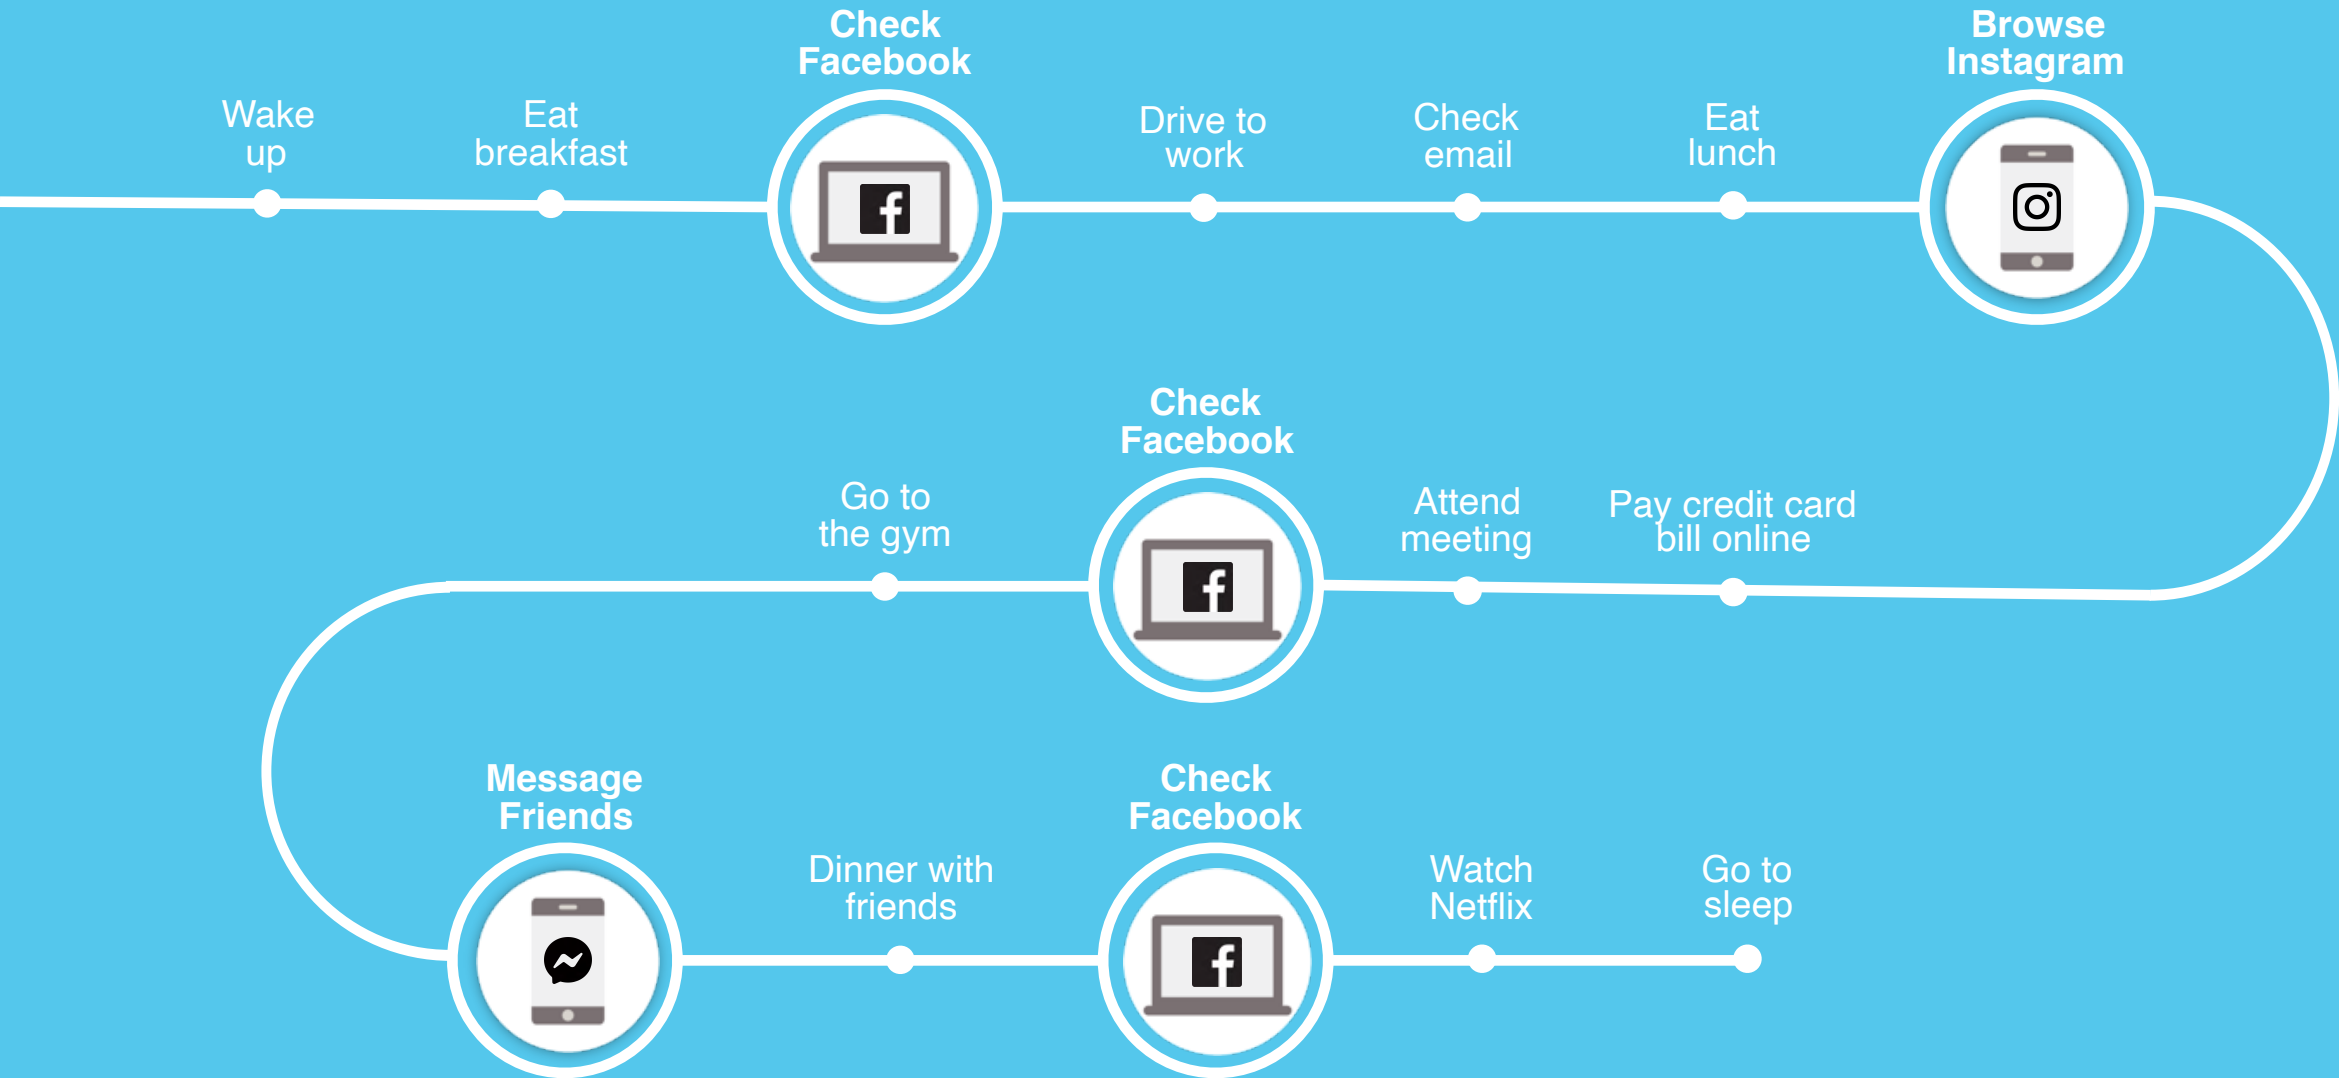 Wake
up
Eat
breakfast
Check
Facebook
Drive to
work
Check
email
Eat
lunch
Browse
Instagram
Pay credit card
bill online
Attend
meeting
Check
Facebook
Go to
the gym
Message
Friends
Dinner with
friends
Check
Facebook
Watch
Netflix
Go to
sleep